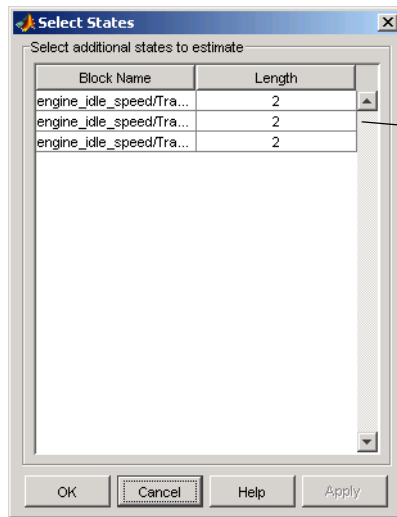 Select States
Select additional states to estimate
Block Name Length
engine_idle_speed/Tra... 2
engine_idle_speed/Tra... 2
engine_idle_speed/Tra... 2
OK Cancel Help Apply